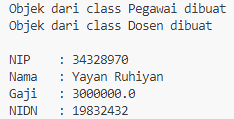 Objek dari class Pegawai dibuat
Objek dari class Dosen dibuat
NIP : 34328970
Nama : Yayan Ruhiyan
Gaji : 3000000.0
NIDN : 19832432